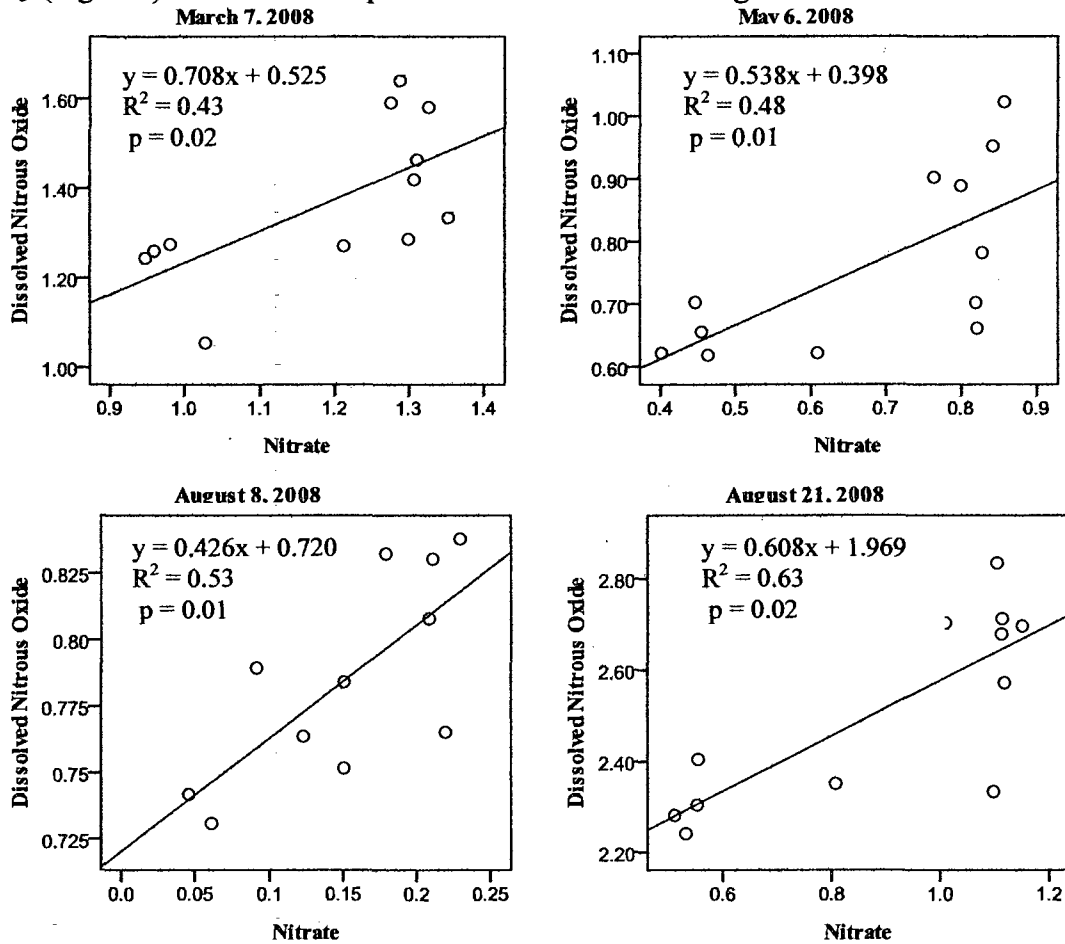 March 7, 2008
y = 0.708x + 0.525
R² = 0.43
p = 0.02
Dissolved Nitrous Oxide
1.60
1.40
1.20
1.00
0.9 1.0 1.1 1.2 1.3 1.4
Nitrate
May 6, 2008
y = 0.538x + 0.398
R² = 0.48
p = 0.01
Dissolved Nitrous Oxide
1.10
1.00
0.90
0.80
0.70
0.60
0.4 0.5 0.6 0.7 0.8 0.9
Nitrate
August 8, 2008
y = 0.426x + 0.720
R² = 0.53
p = 0.01
Dissolved Nitrous Oxide
0.825
0.80
0.775
0.75
0.725
0.0 0.05 0.10 0.15 0.20 0.25
Nitrate
August 21, 2008
y = 0.608x + 1.969
R² = 0.63
p = 0.02
Dissolved Nitrous Oxide
2.80
2.60
2.40
2.20
0.6 0.8 1.0 1.2
Nitrate